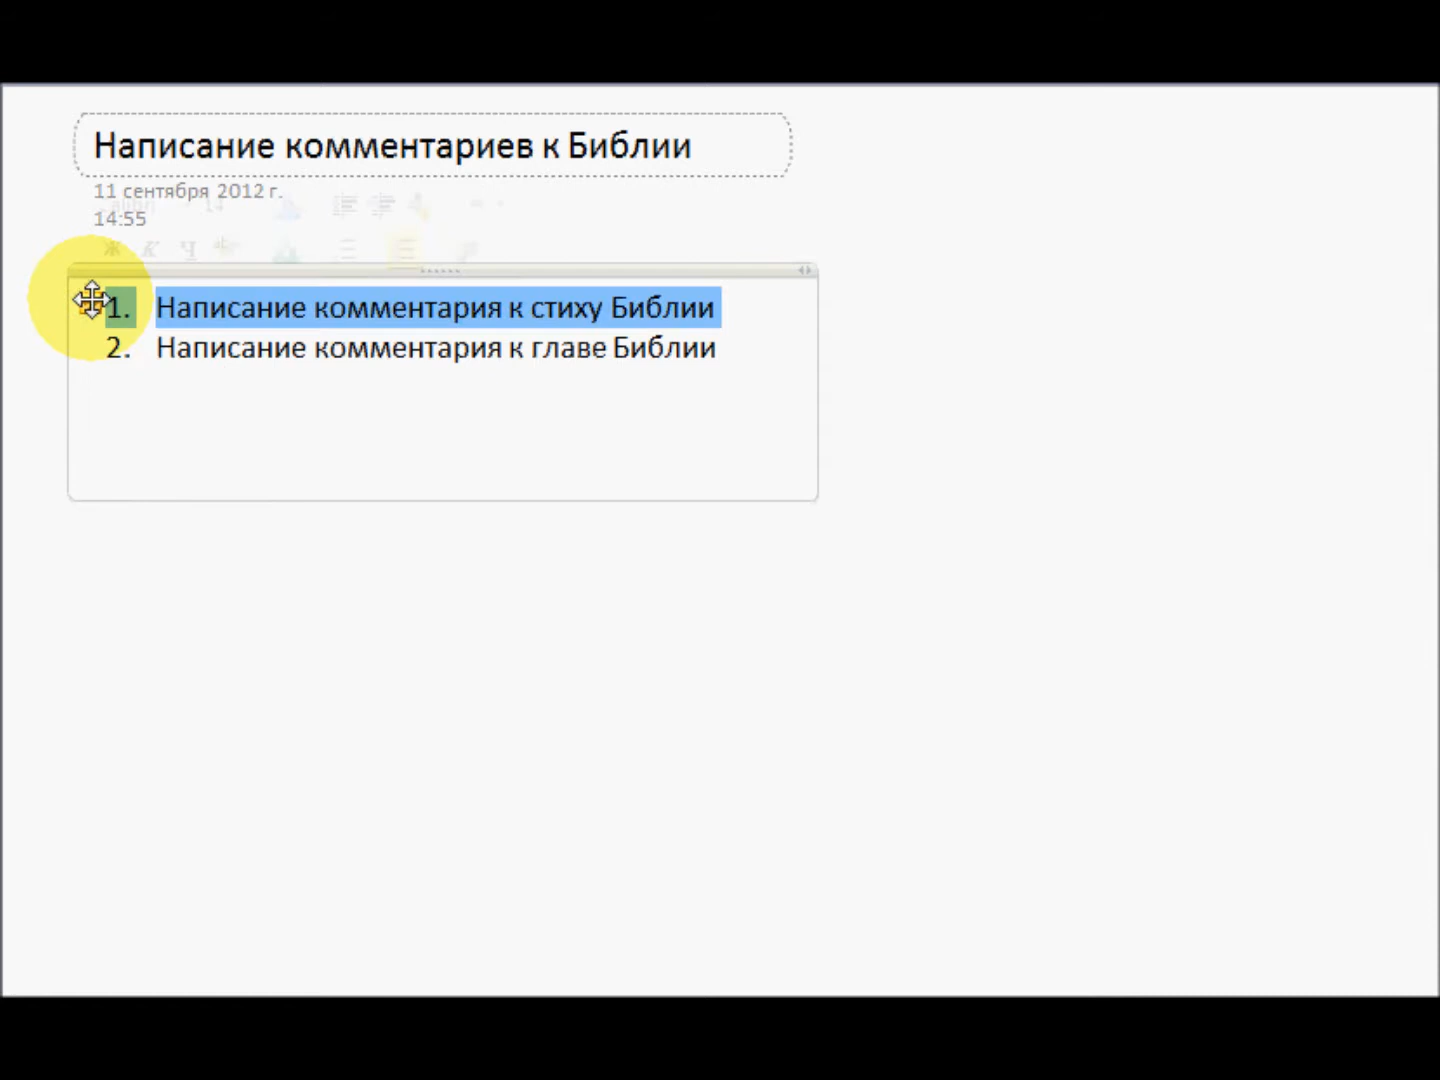 Написание комментариев к Библии
11 сентября 2012 г.
14:55
Ж К Ч
1. Написание комментария к стиху Библии
2. Написание комментария к главе Библии